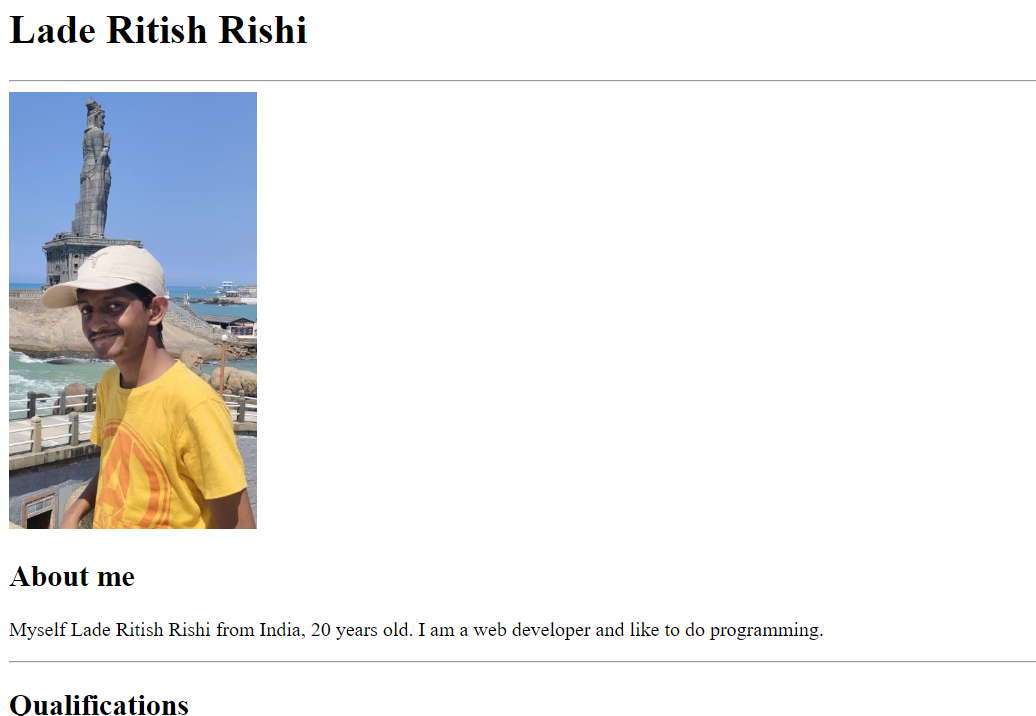 Lade Ritish Rishi
About me
Myself Lade Ritish Rishi from India, 20 years old. I am a web developer and like to do programming.
Qualifications